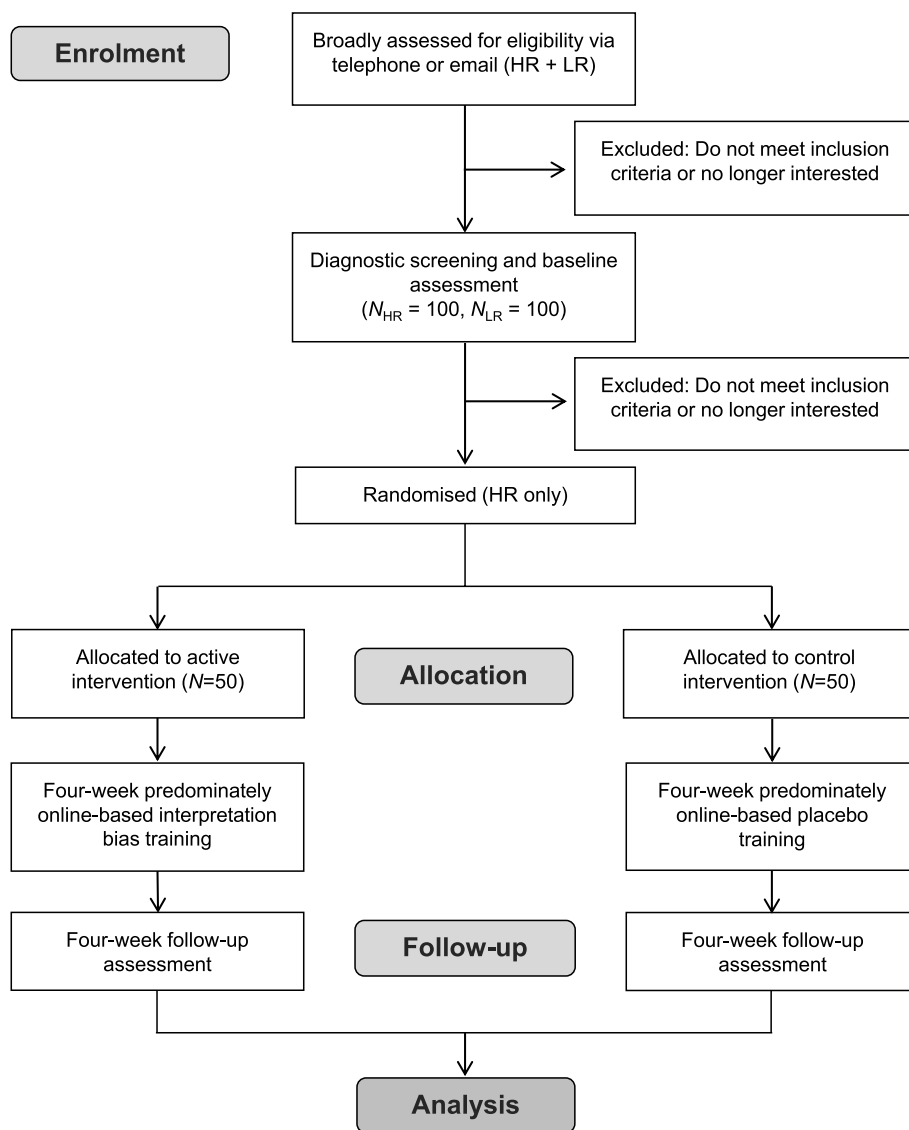 Enrolment
Broadly assessed for eligibility via
telephone or email (HR + LR)
Excluded: Do not meet inclusion
criteria or no longer interested
Diagnostic screening and baseline
assessment
(N_HR = 100, N_LR = 100)
Excluded: Do not meet inclusion
criteria or no longer interested
Randomised (HR only)
Allocated to active
intervention (N=50)
Allocation
Allocated to control
intervention (N=50)
Four-week predominately
online-based interpretation
bias training
Four-week predominately
online-based placebo
training
Four-week follow-up
assessment
Follow-up
Four-week follow-up
assessment
Analysis